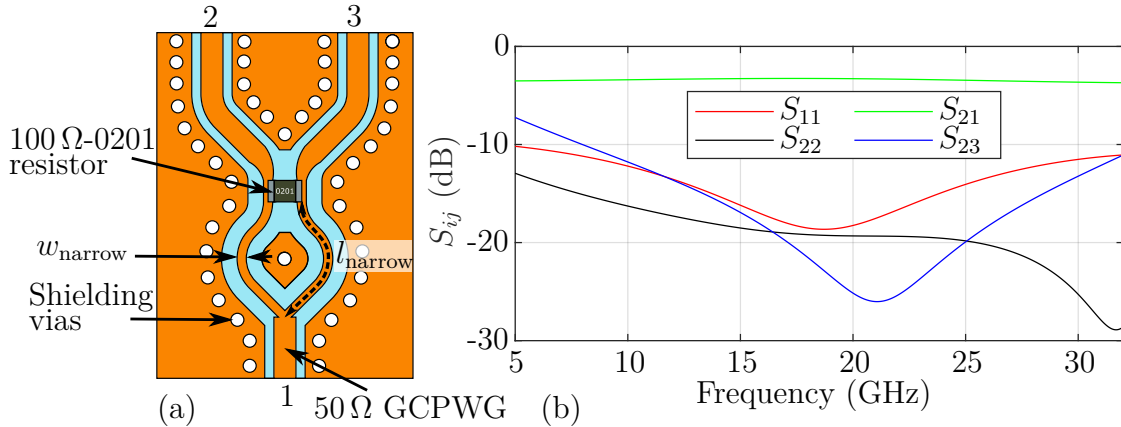 2
3
100 Ω-0201
resistor
0201
w_narrow
l_narrow
Shielding
vias
1
50 Ω GCPWG
(a)
0
-10
-20
-30
S_ij (dB)
S_11
S_21
S_22
S_23
5
10
15
20
25
30
Frequency (GHz)
(b)